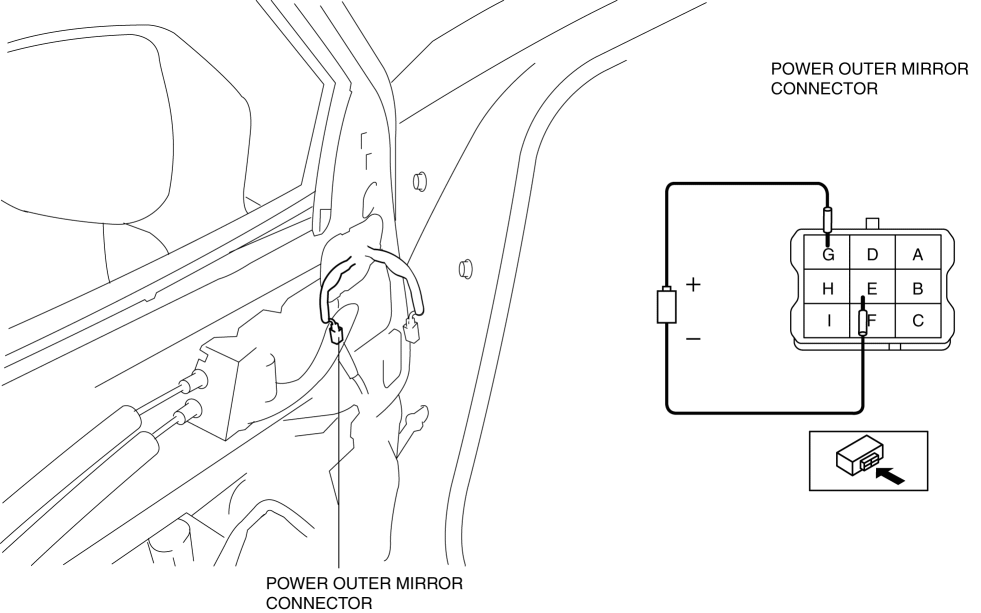 POWER OUTER MIRROR
CONNECTOR
G D A
H E B
I F C
+
−
POWER OUTER MIRROR
CONNECTOR